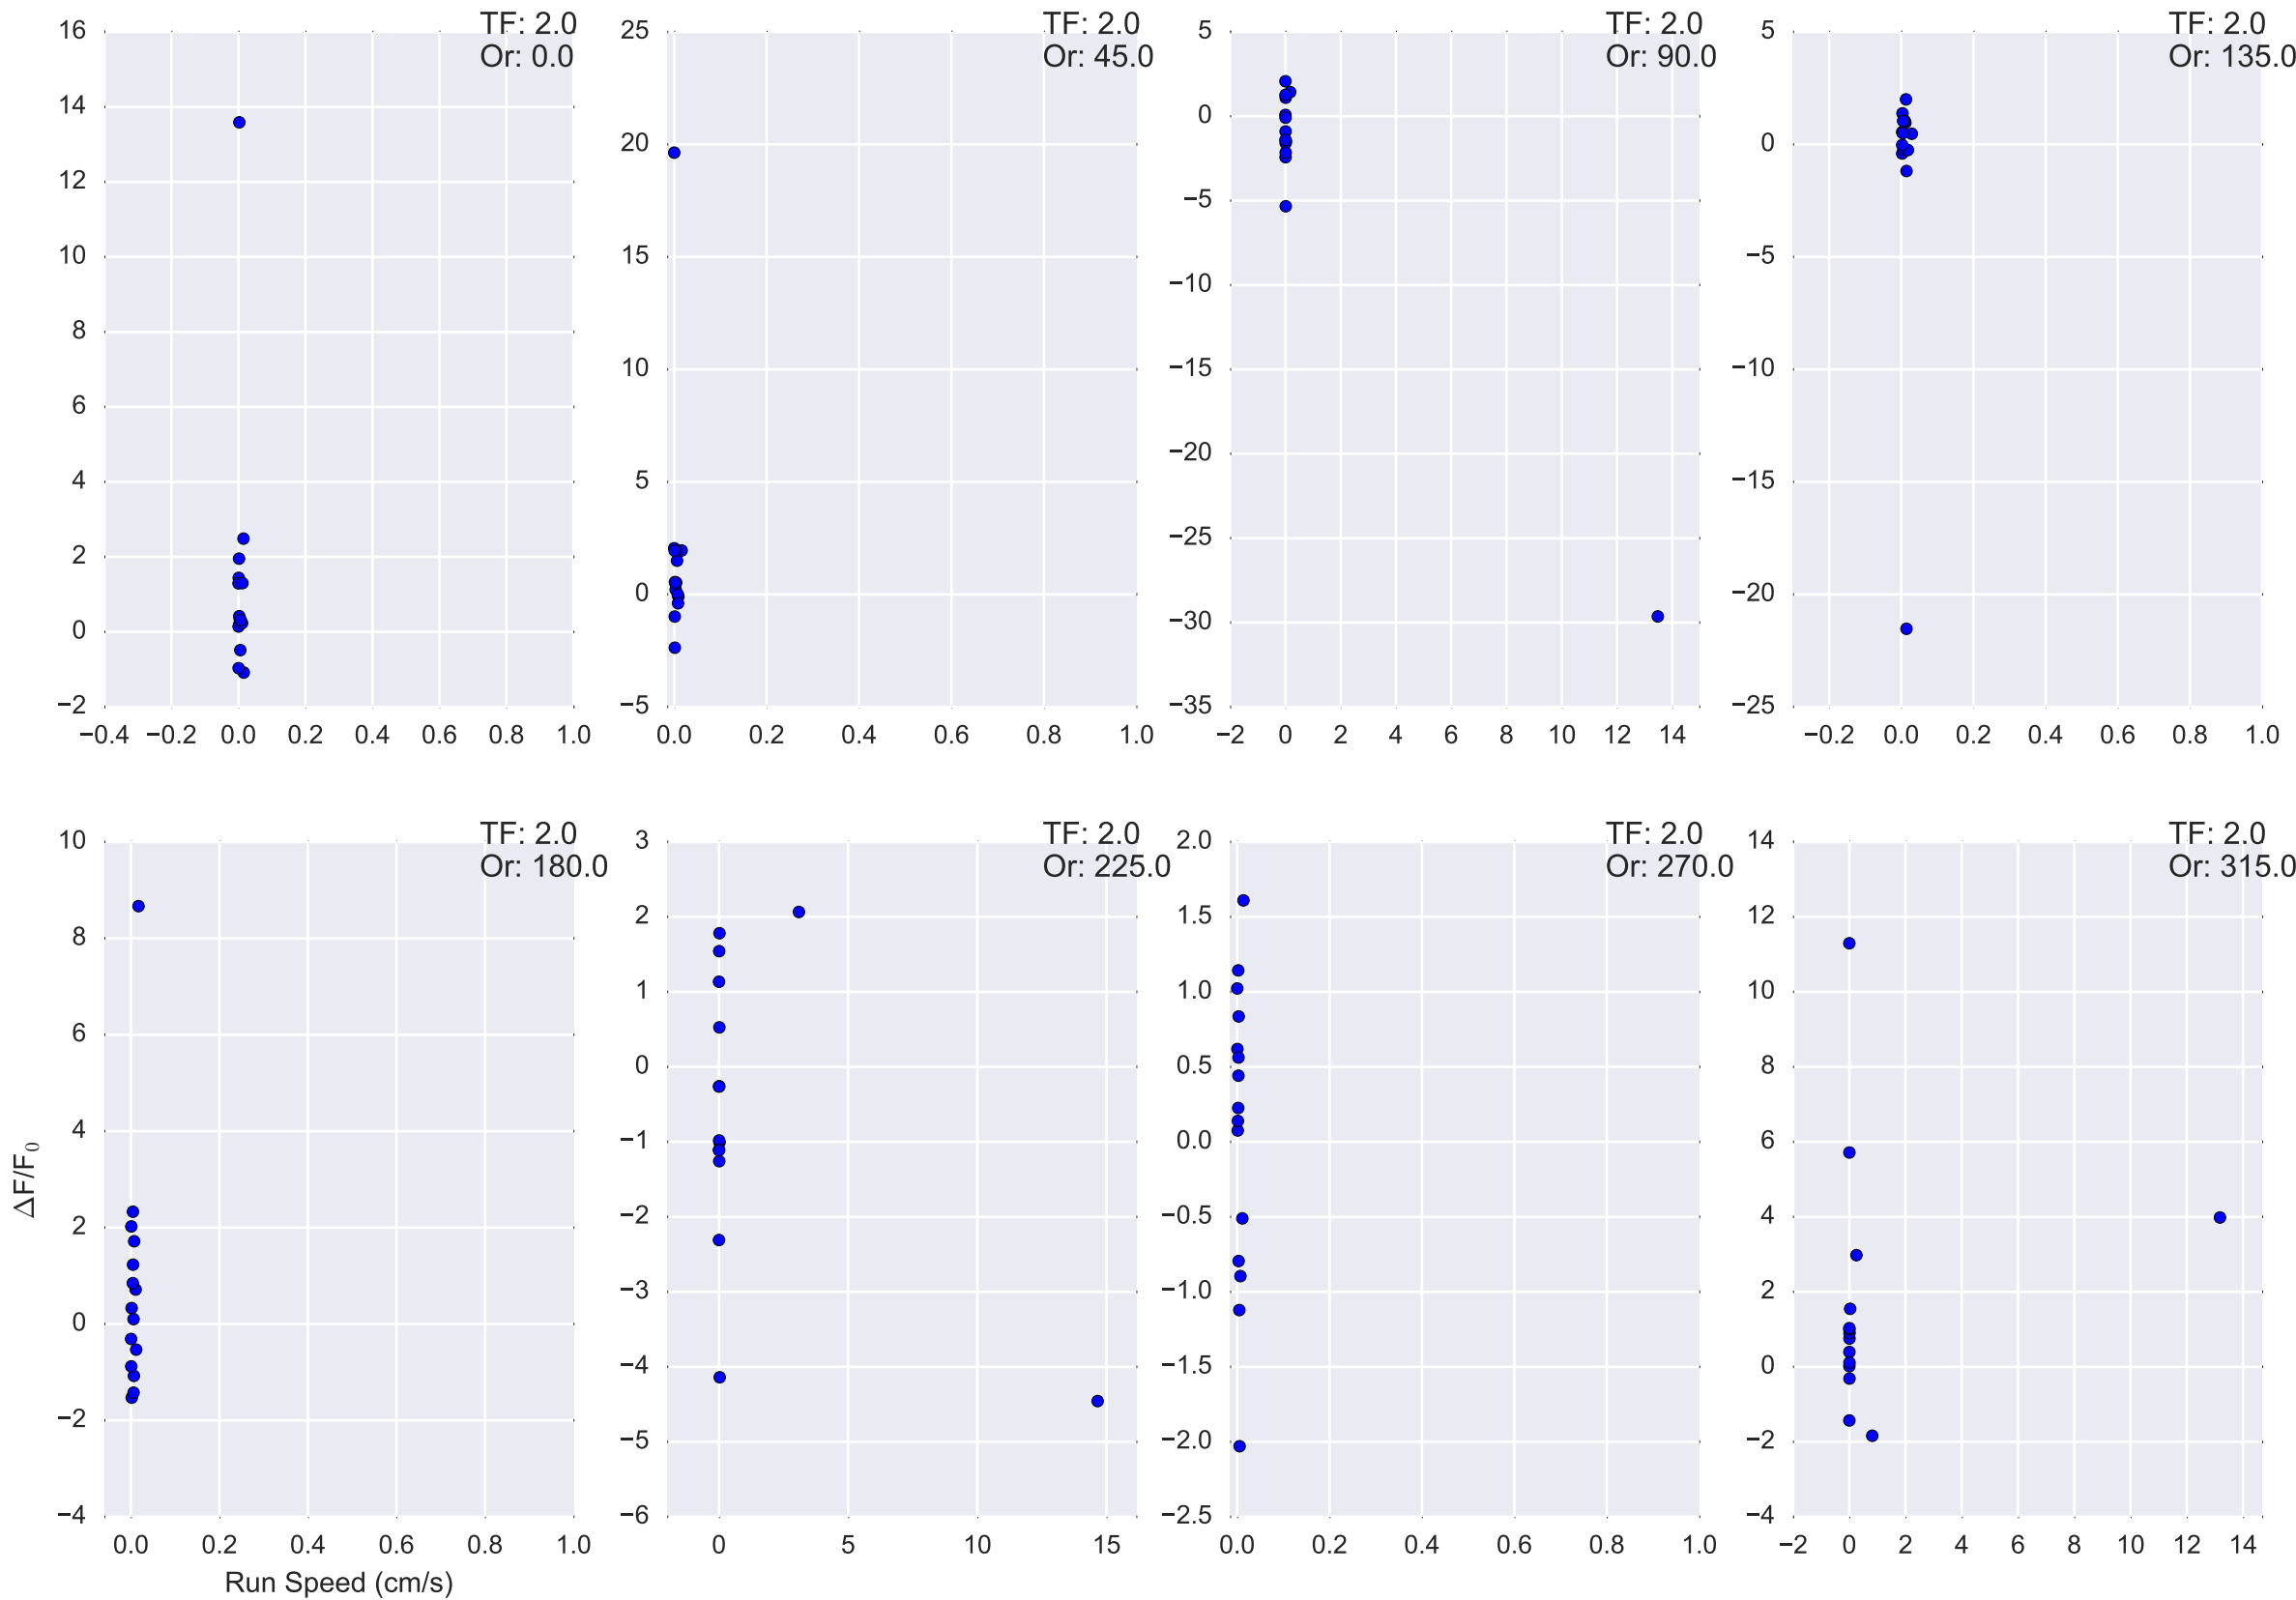 TF: 2.0
Or: 0.0
16
14
12
10
8
6
4
2
0
−2
−0.4 −0.2 0.0 0.2 0.4 0.6 0.8 1.0
TF: 2.0
Or: 45.0
25
20
15
10
5
0
−5
0.0 0.2 0.4 0.6 0.8 1.0
TF: 2.0
Or: 90.0
5
0
−5
−10
−15
−20
−25
−30
−35
−2 0 2 4 6 8 10 12 14
TF: 2.0
Or: 135.0
5
0
−5
−10
−15
−20
−25
−0.2 0.0 0.2 0.4 0.6 0.8 1.0
TF: 2.0
Or: 180.0
10
8
6
4
2
0
−2
−4
0.0 0.2 0.4 0.6 0.8 1.0
ΔF/F₀
Run Speed (cm/s)
TF: 2.0
Or: 225.0
3
2
1
0
−1
−2
−3
−4
−5
−6
0 5 10 15
TF: 2.0
Or: 270.0
2.0
1.5
1.0
0.5
0.0
−0.5
−1.0
−1.5
−2.0
−2.5
0.0 0.2 0.4 0.6 0.8 1.0
TF: 2.0
Or: 315.0
14
12
10
8
6
4
2
0
−2
−4
−2 0 2 4 6 8 10 12 14